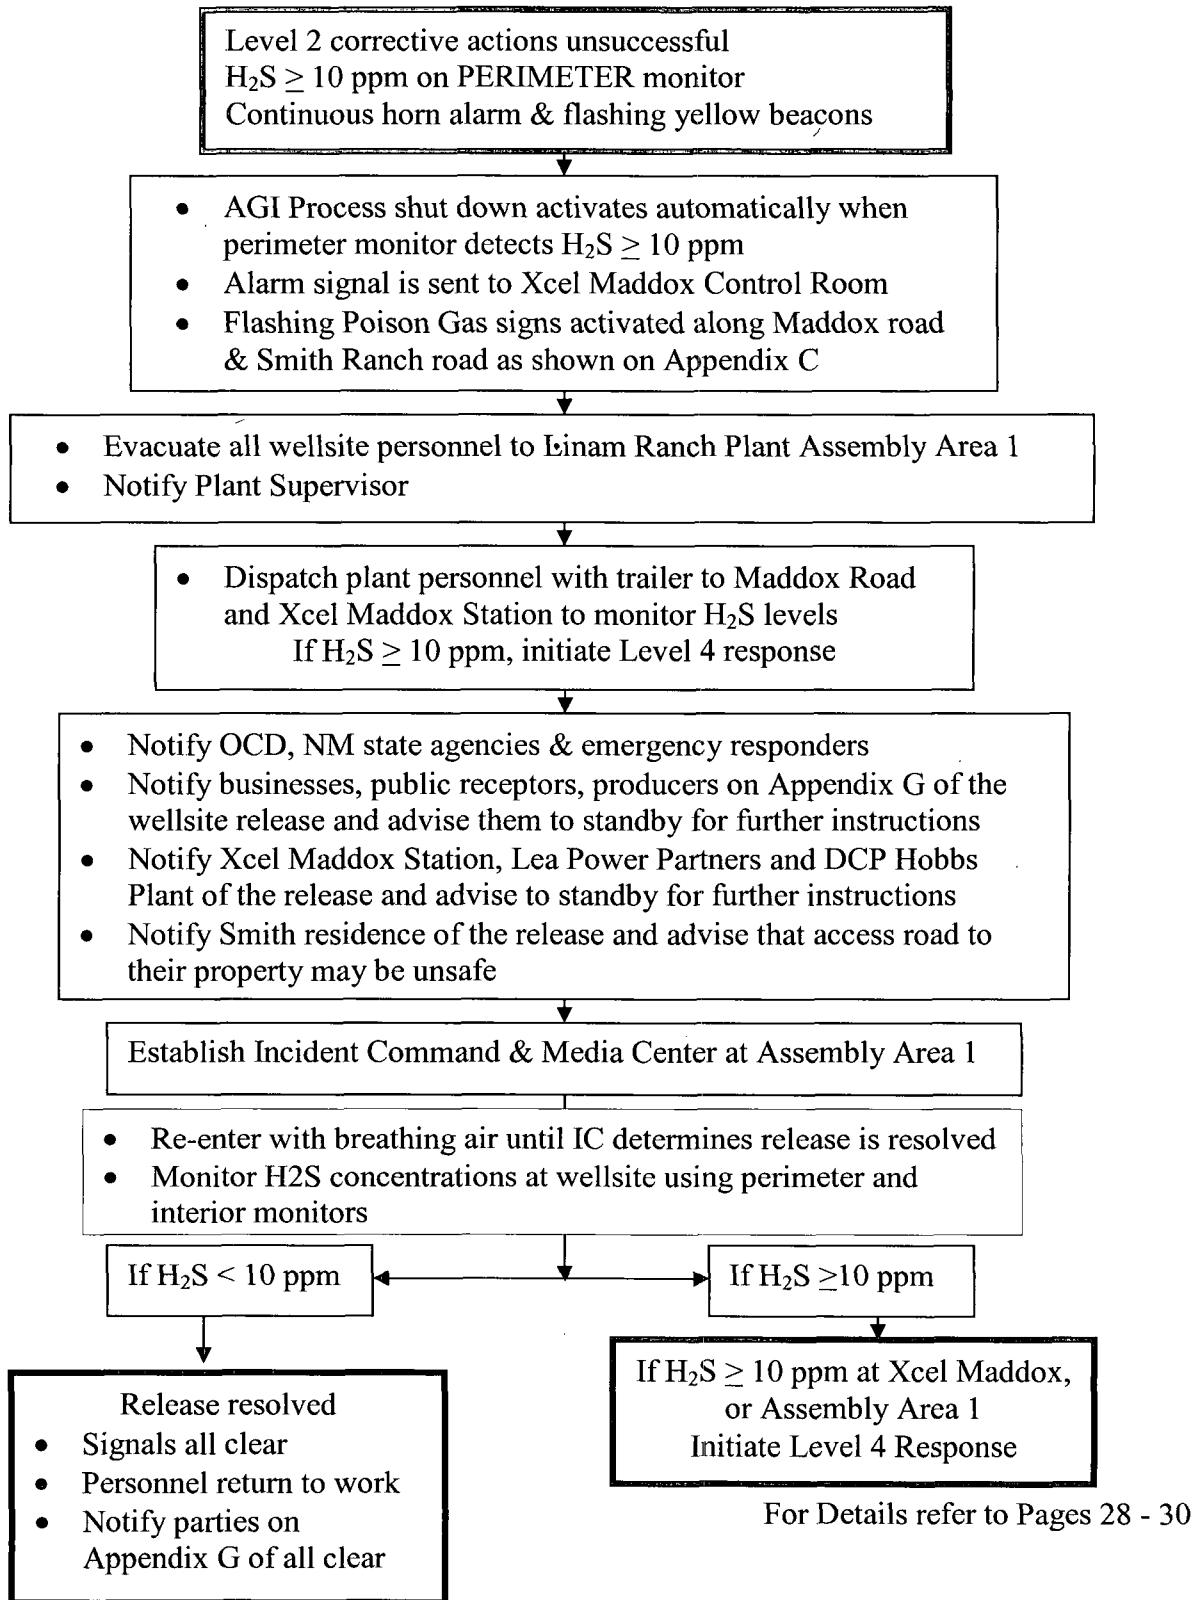 Level 2 corrective actions unsuccessful
H₂S ≥ 10 ppm on PERIMETER monitor
Continuous horn alarm & flashing yellow beacons
• AGI Process shut down activates automatically when
perimeter monitor detects H₂S ≥ 10 ppm
• Alarm signal is sent to Xcel Maddox Control Room
• Flashing Poison Gas signs activated along Maddox road
& Smith Ranch road as shown on Appendix C
• Evacuate all wellsite personnel to Linam Ranch Plant Assembly Area 1
• Notify Plant Supervisor
• Dispatch plant personnel with trailer to Maddox Road
and Xcel Maddox Station to monitor H₂S levels
If H₂S ≥ 10 ppm, initiate Level 4 response
• Notify OCD, NM state agencies & emergency responders
• Notify businesses, public receptors, producers on Appendix G of the
wellsite release and advise them to standby for further instructions
• Notify Xcel Maddox Station, Lea Power Partners and DCP Hobbs
Plant of the release and advise to standby for further instructions
• Notify Smith residence of the release and advise that access road to
their property may be unsafe
Establish Incident Command & Media Center at Assembly Area 1
• Re-enter with breathing air until IC determines release is resolved
• Monitor H2S concentrations at wellsite using perimeter and
interior monitors
If H₂S < 10 ppm
If H₂S ≥10 ppm
Release resolved
• Signals all clear
• Personnel return to work
• Notify parties on
Appendix G of all clear
If H₂S ≥ 10 ppm at Xcel Maddox,
or Assembly Area 1
Initiate Level 4 Response
For Details refer to Pages 28 - 30